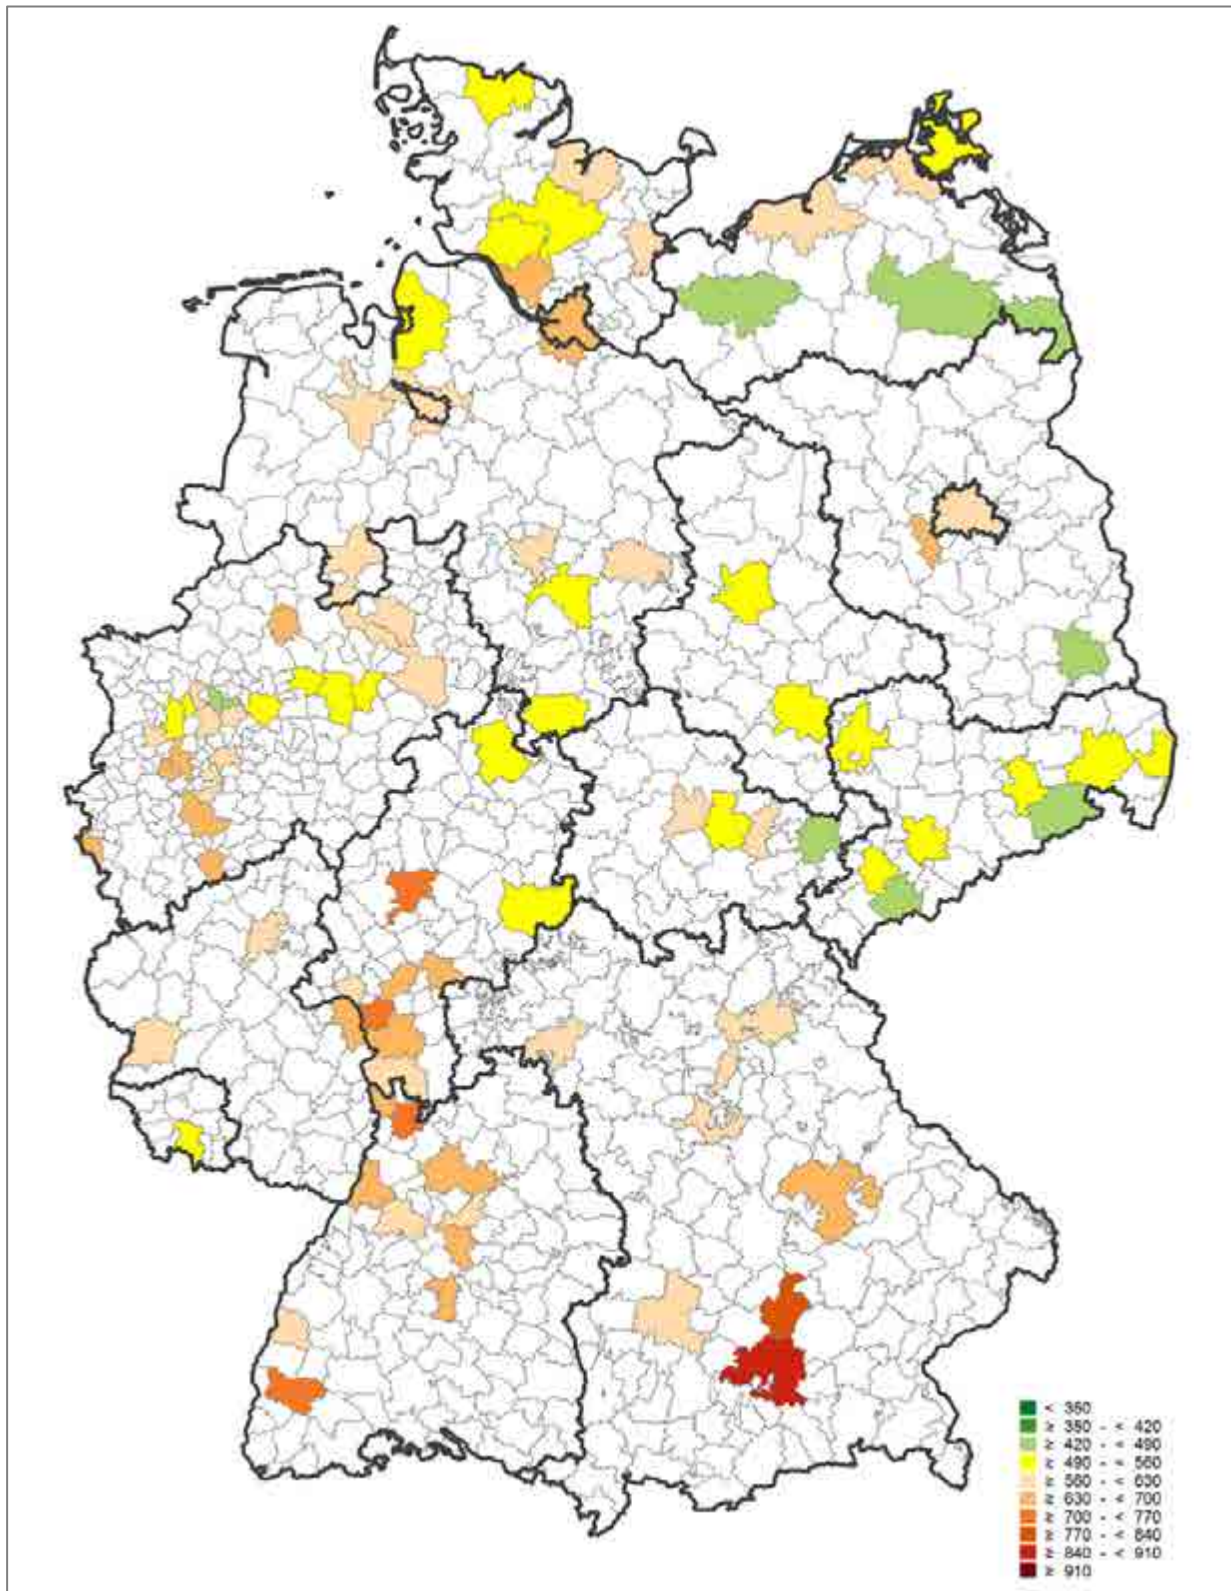 < 350
≥ 350 - < 420
≥ 420 - < 490
≥ 490 - < 560
≥ 560 - < 630
≥ 630 - < 700
≥ 700 - < 770
≥ 770 - < 840
≥ 840 - < 910
≥ 910